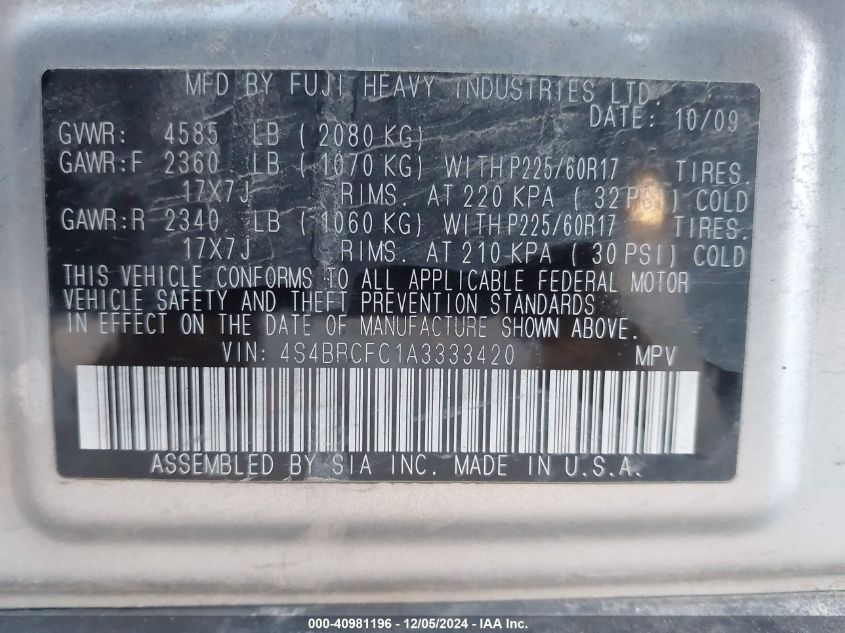 MFD BY FUJI HEAVY INDUSTRIES LTD.
DATE: 10/09
GVWR: 4585 LB ( 2080 KG)
GAWR:F 2360 LB ( 1070 KG) WITHP225/60R17 TIRES.
17X7J RIMS. AT 220 KPA ( 32 PSI) COLD
GAWR:R 2340 LB ( 1060 KG) WITHP225/60R17 TIRES.
17X7J RIMS. AT 210 KPA ( 30 PSI) COLD
THIS VEHICLE CONFORMS TO ALL APPLICABLE FEDERAL MOTOR
VEHICLE SAFETY AND THEFT PREVENTION STANDARDS
IN EFFECT ON THE DATE OF MANUFACTURE SHOWN ABOVE.
VIN: 4S4BRCFC1A3333420 MPV
ASSEMBLED BY SIA INC. MADE IN U.S.A.
000-40981196 - 12/05/2024 - IAA Inc.